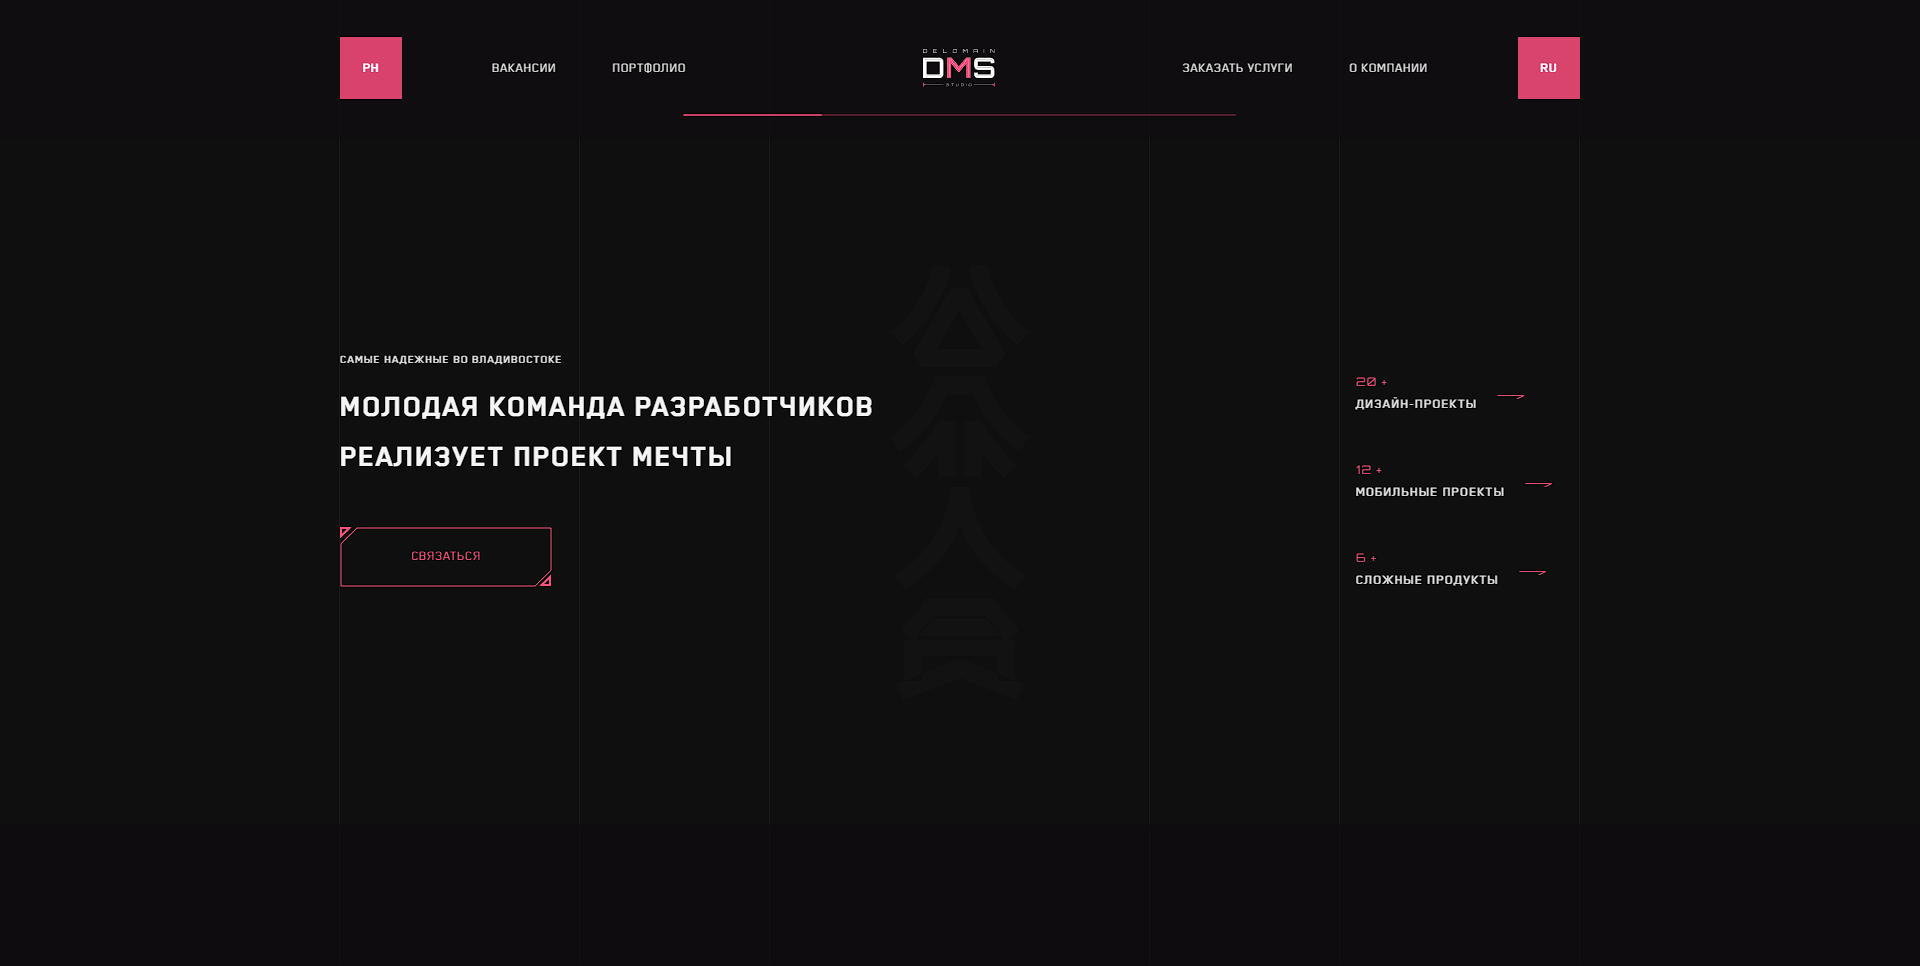 PH
ВАКАНСИИ
ПОРТФОЛИО
DELOMAIN
DMS
STUDIO
ЗАКАЗАТЬ УСЛУГИ
О КОМПАНИИ
RU
САМЫЕ НАДЕЖНЫЕ ВО ВЛАДИВОСТОКЕ
МОЛОДАЯ КОМАНДА РАЗРАБОТЧИКОВ
РЕАЛИЗУЕТ ПРОЕКТ МЕЧТЫ
СВЯЗАТЬСЯ
20 +
ДИЗАЙН-ПРОЕКТЫ
12 +
МОБИЛЬНЫЕ ПРОЕКТЫ
6 +
СЛОЖНЫЕ ПРОДУКТЫ